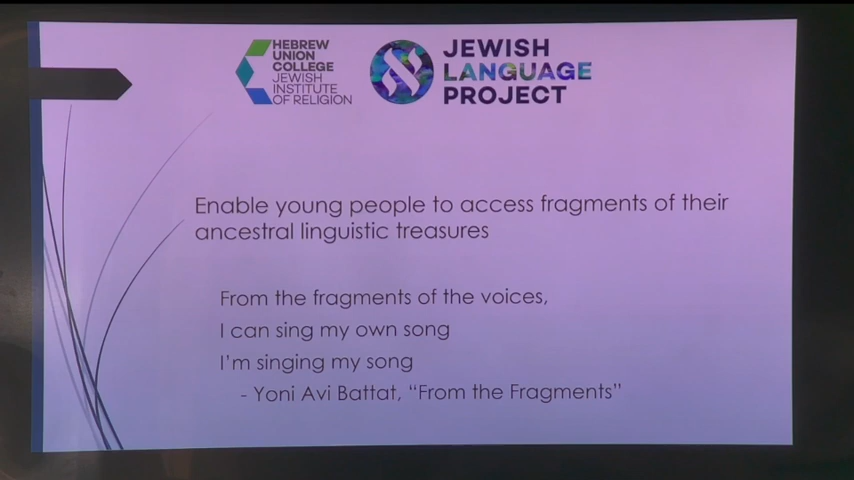 HEBREW
UNION
COLLEGE
JEWISH
INSTITUTE
OF RELIGION
JEWISH
LANGUAGE
PROJECT
Enable young people to access fragments of their
ancestral linguistic treasures
From the fragments of the voices,
I can sing my own song
I'm singing my song
- Yoni Avi Battat, "From the Fragments"